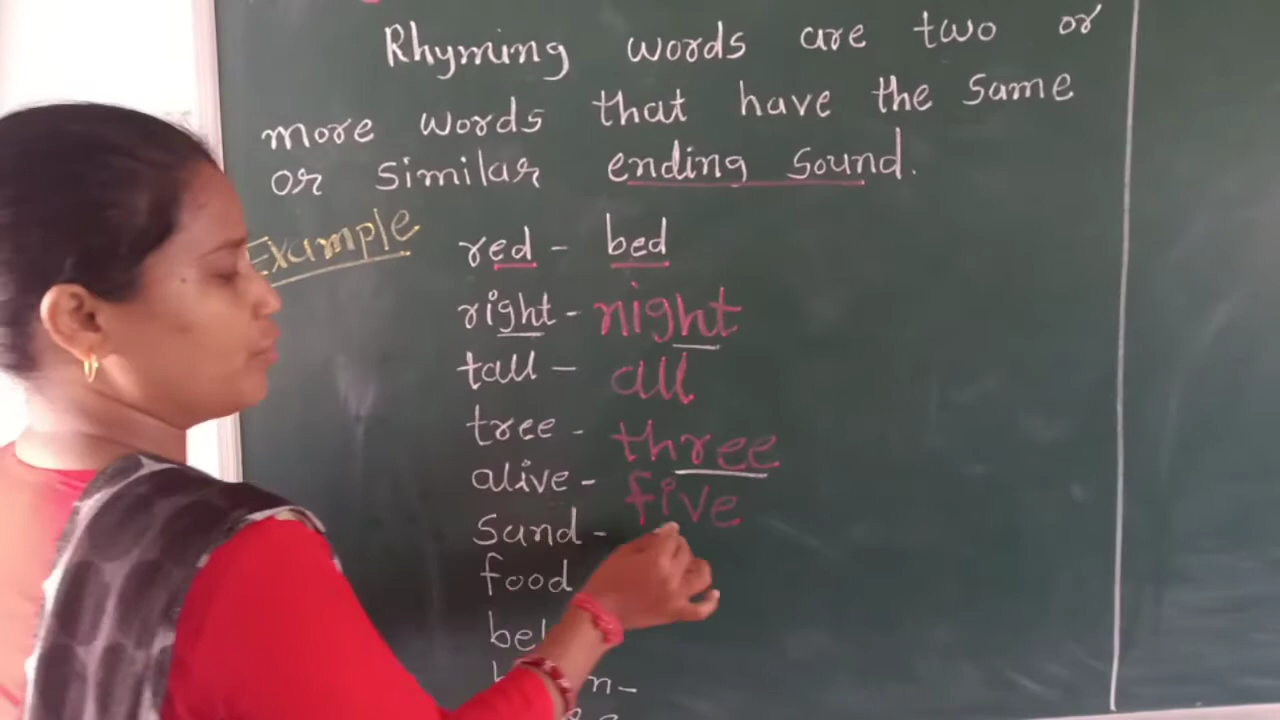 Rhyming words are two or
more words that have the same
or similar ending sound.
Example
red - bed
right - night
tall - all
tree - three
alive - five
Sand -
food